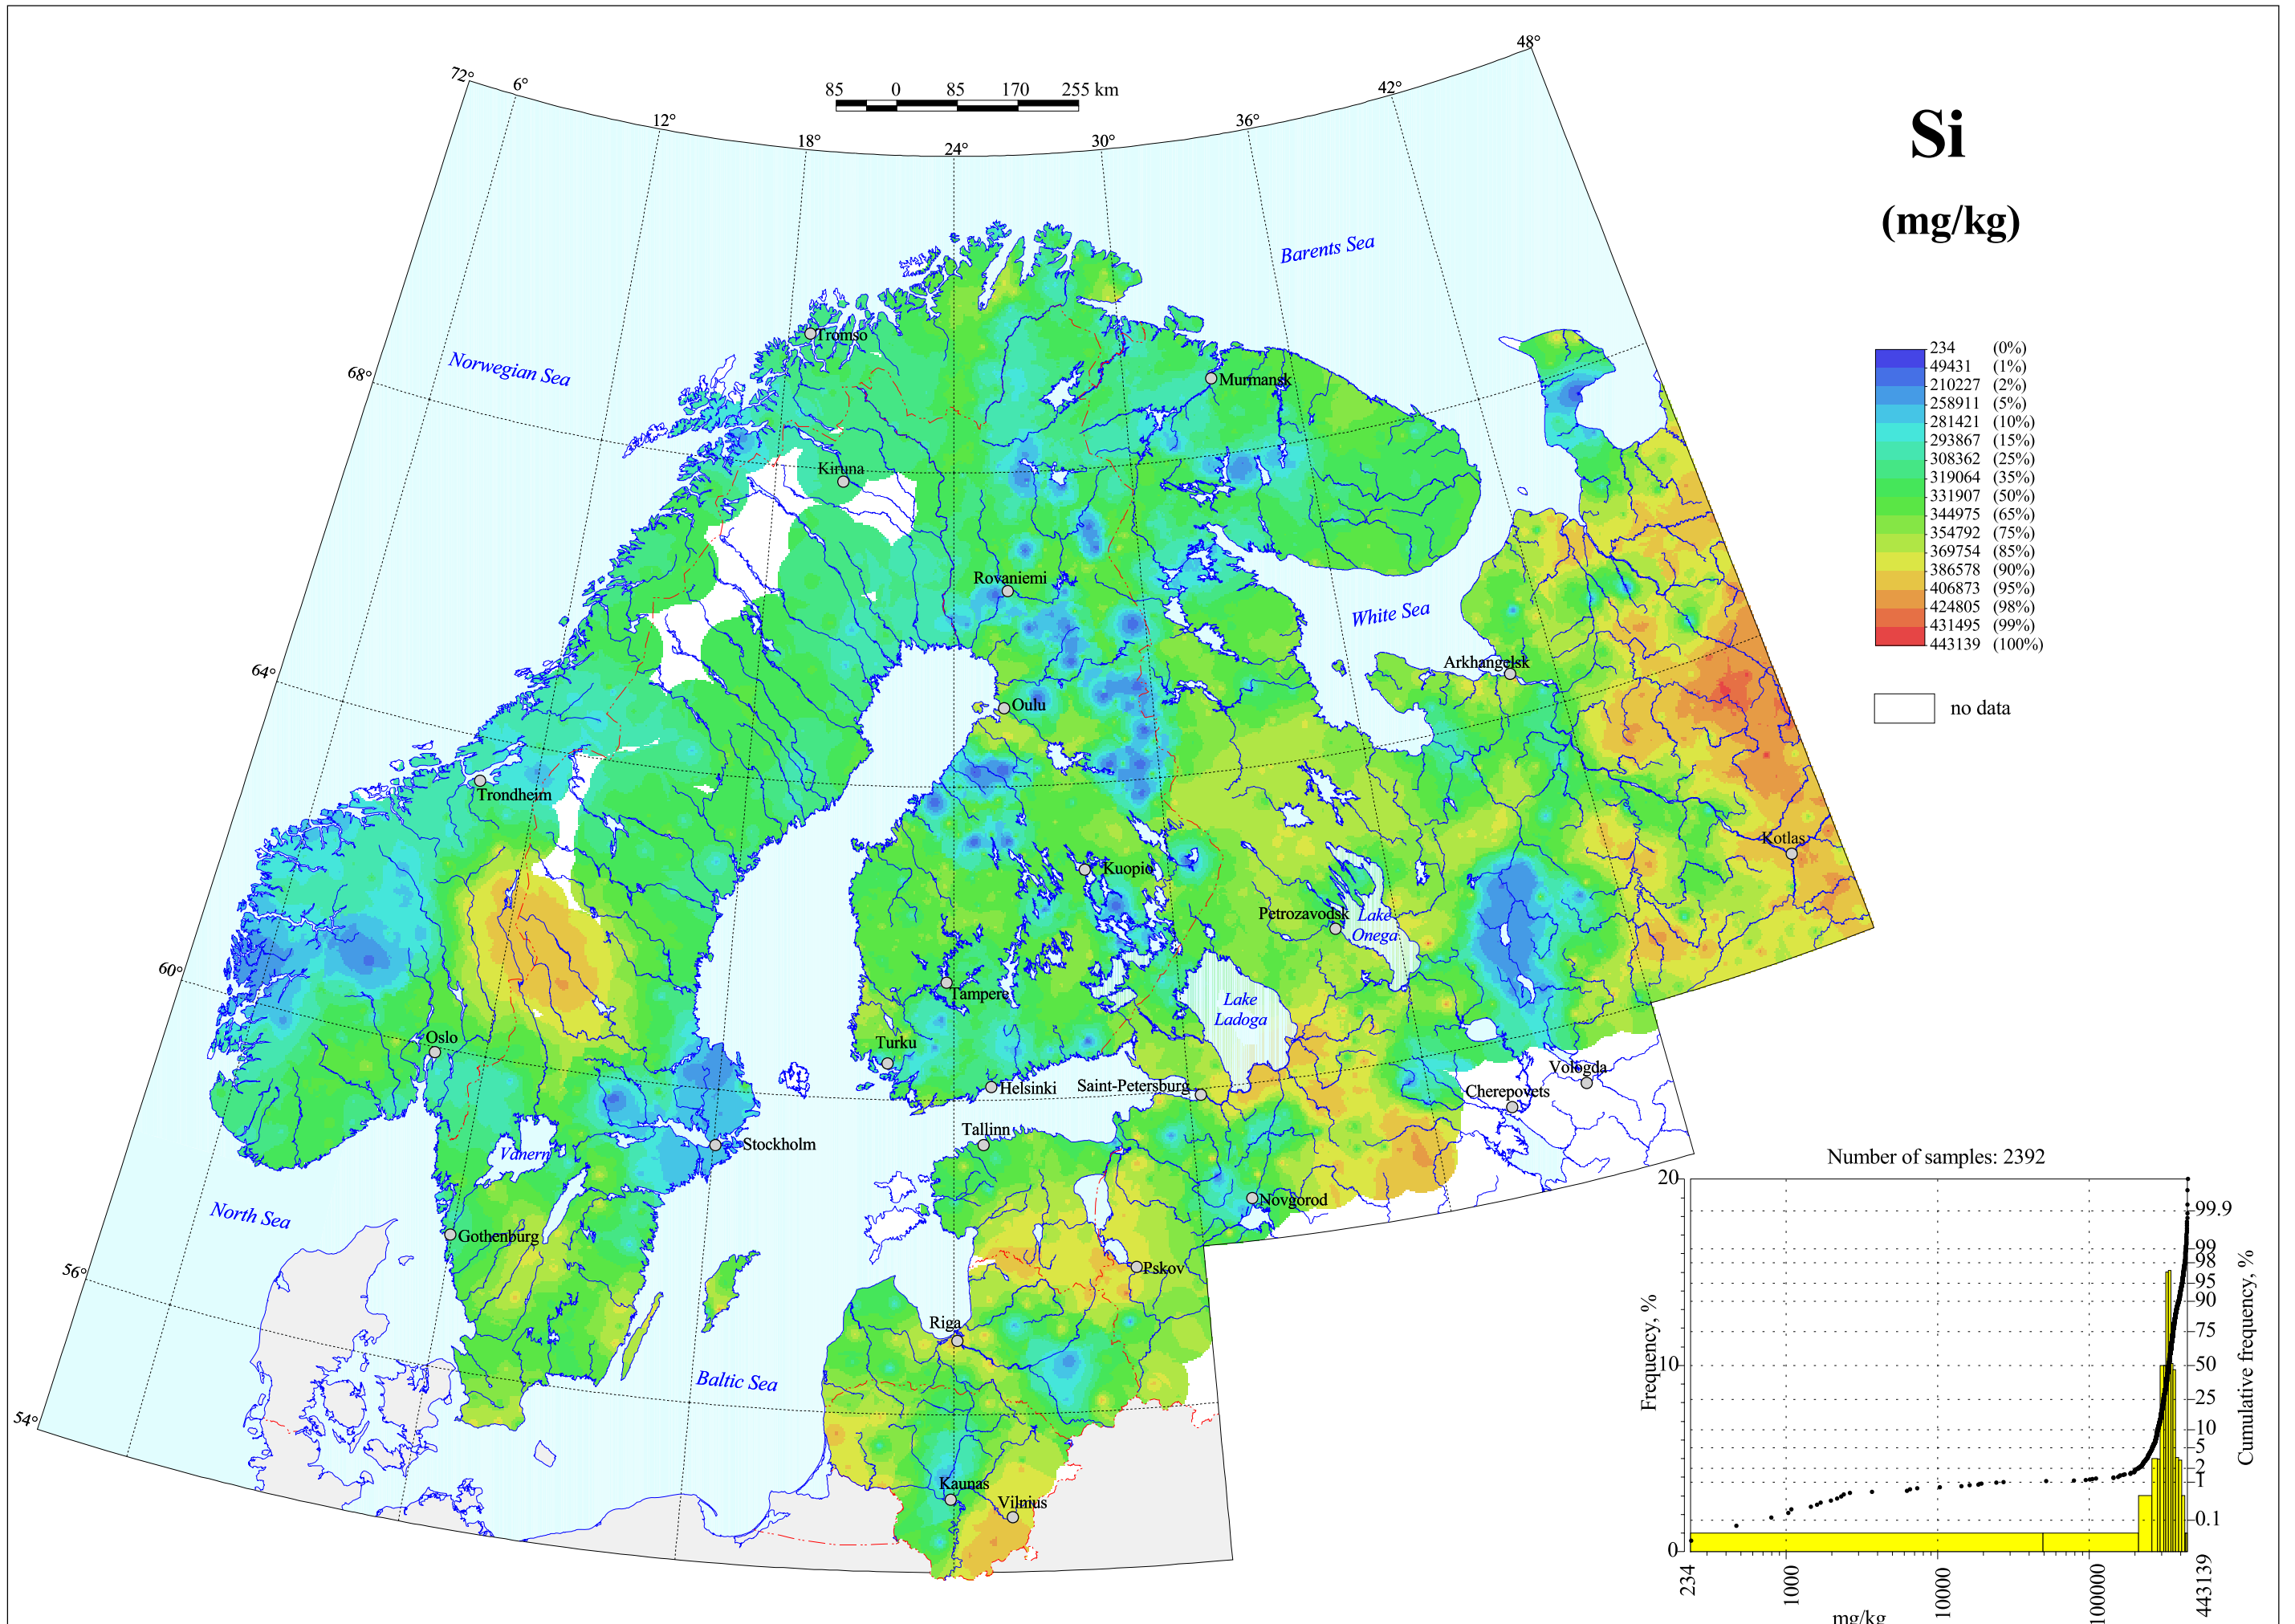 Si
(mg/kg)
48°
72°
6°
42°
85 0 85 170 255 km
12°
36°
18°
30°
24°
Barents Sea
Tromso
Norwegian Sea
68°
Murmansk
234 (0%)
49431 (1%)
210227 (2%)
258911 (5%)
281421 (10%)
293867 (15%)
308362 (25%)
319064 (35%)
331907 (50%)
344975 (65%)
354792 (75%)
369754 (85%)
386578 (90%)
406873 (95%)
424805 (98%)
431495 (99%)
443139 (100%)
no data
Kiruna
Rovaniemi
White Sea
Arkhangelsk
64°
Oulu
Trondheim
Kotlas
Kuopio
Petrozavodsk
Lake
Onega
60°
Tampere
Lake
Ladoga
Oslo
Turku
Helsinki
Saint-Petersburg
Vologda
Cherepovets
Tallinn
Stockholm
Vanern
Novgorod
North Sea
Gothenburg
Pskov
56°
Riga
Baltic Sea
54°
Kaunas
Vilnius
Number of samples: 2392
20
10
0
Frequency, %
99.9
99
98
95
90
75
50
25
10
5
2
1
0.1
Cumulative frequency, %
234
1000
10000
100000
443139
mg/kg